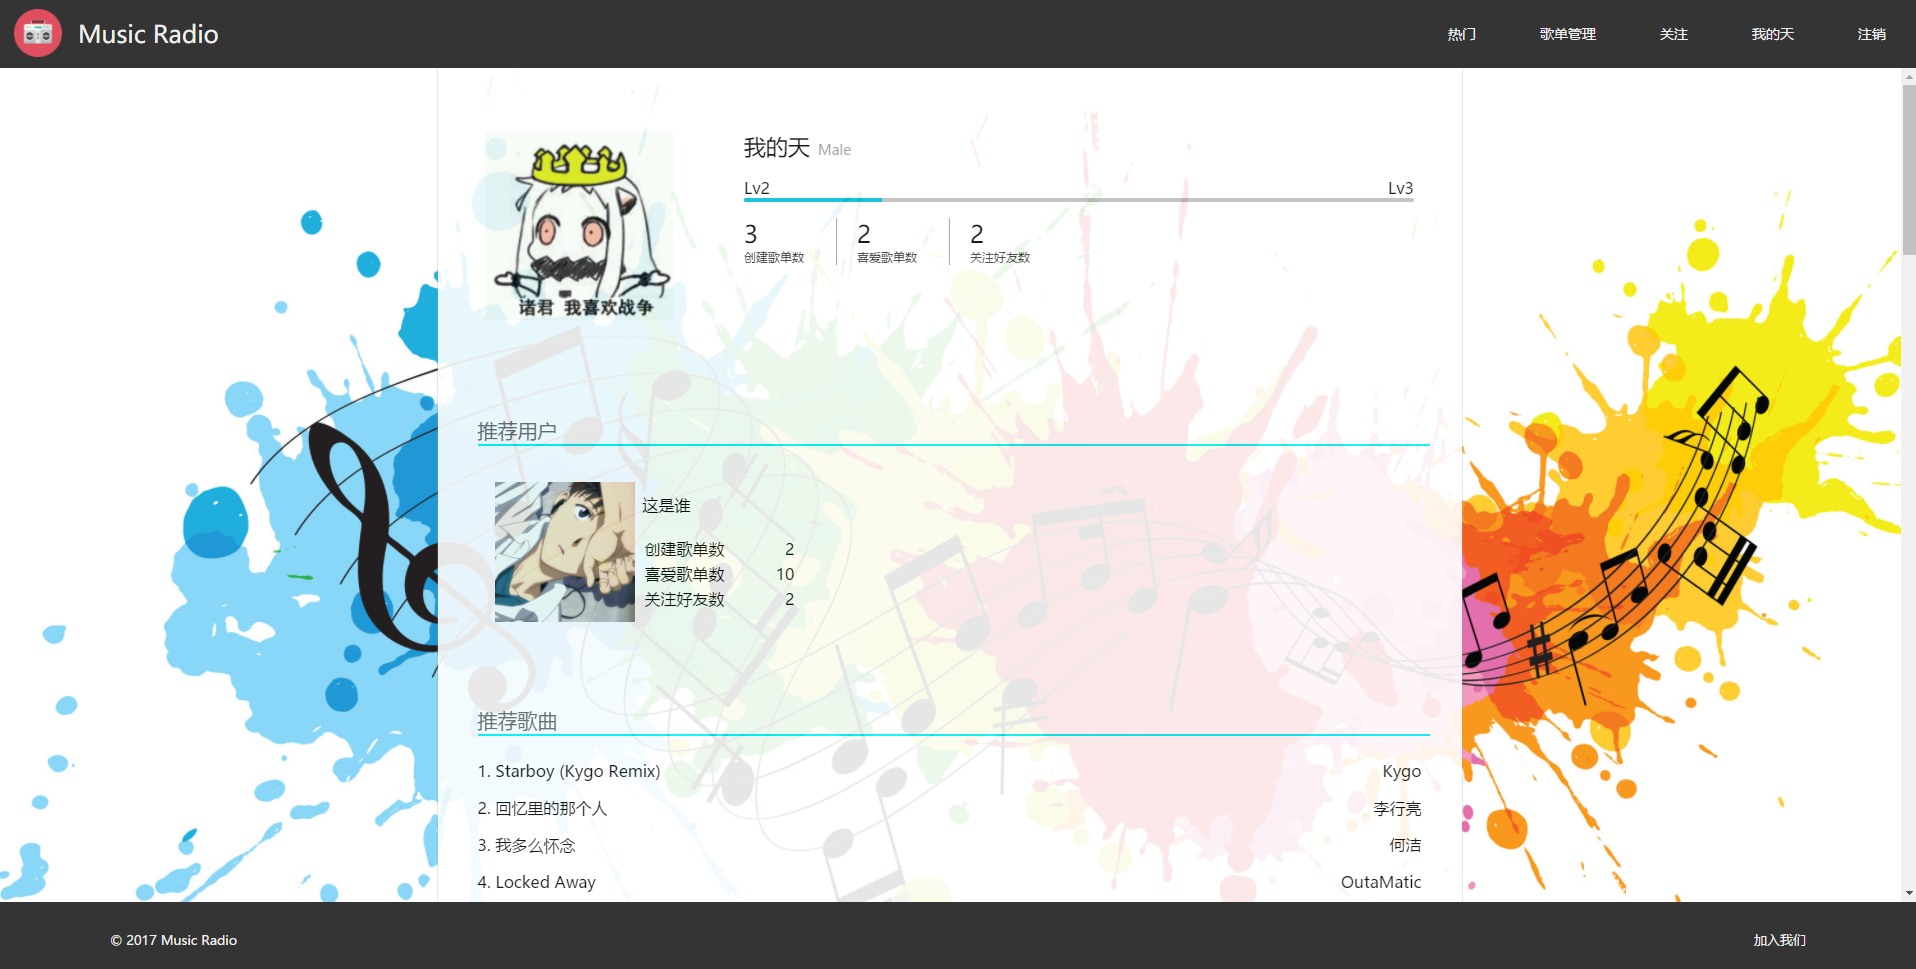 Music Radio
热门 歌单管理 关注 我的天 注销
我的天 Male
Lv2 Lv3
3 2 2
创建歌单数 喜爱歌单数 关注好友数
诸君 我喜欢战争
推荐用户
这是谁
创建歌单数 2
喜爱歌单数 10
关注好友数 2
推荐歌曲
1. Starboy (Kygo Remix) Kygo
2. 回忆里的那个人 李行亮
3. 我多么怀念 何洁
4. Locked Away OutaMatic
© 2017 Music Radio 加入我们